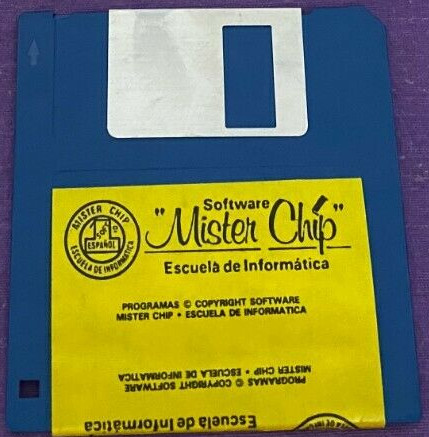 MISTER CHIP
SOFT
ESPAÑOL
ESCUELA DE INFORMATICA
Software
"Mister Chip"
Escuela de Informática
PROGRAMAS © COPYRIGHT SOFTWARE
MISTER CHIP • ESCUELA DE INFORMATICA
PROGRAMAS © COPYRIGHT SOFTWARE
MISTER CHIP • ESCUELA DE INFORMATICA
Escuela de Informática